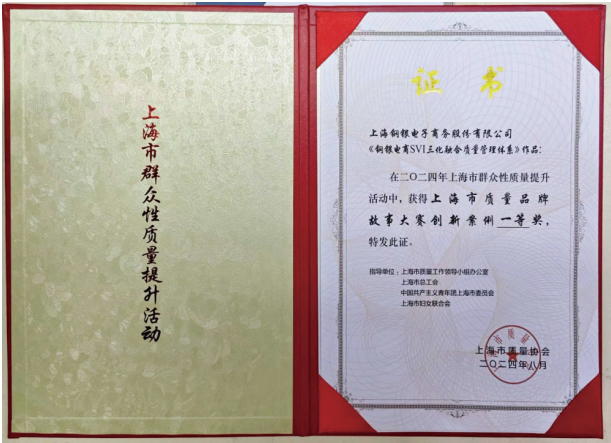 上海市群众性质量提升活动
证书
上海钢银电子商务股份有限公司
《钢银电商SVI三化融合质量管理体系》作品:
在二〇二四年上海市群众性质量提升
活动中,获得上海市质量品牌
故事大赛创新案例一等奖,
特发此证。
指导单位:上海市质量工作领导小组办公室
上海市总工会
中国共产主义青年团上海市委员会
上海市妇女联合会
上海市质量协会
二〇二四年八月